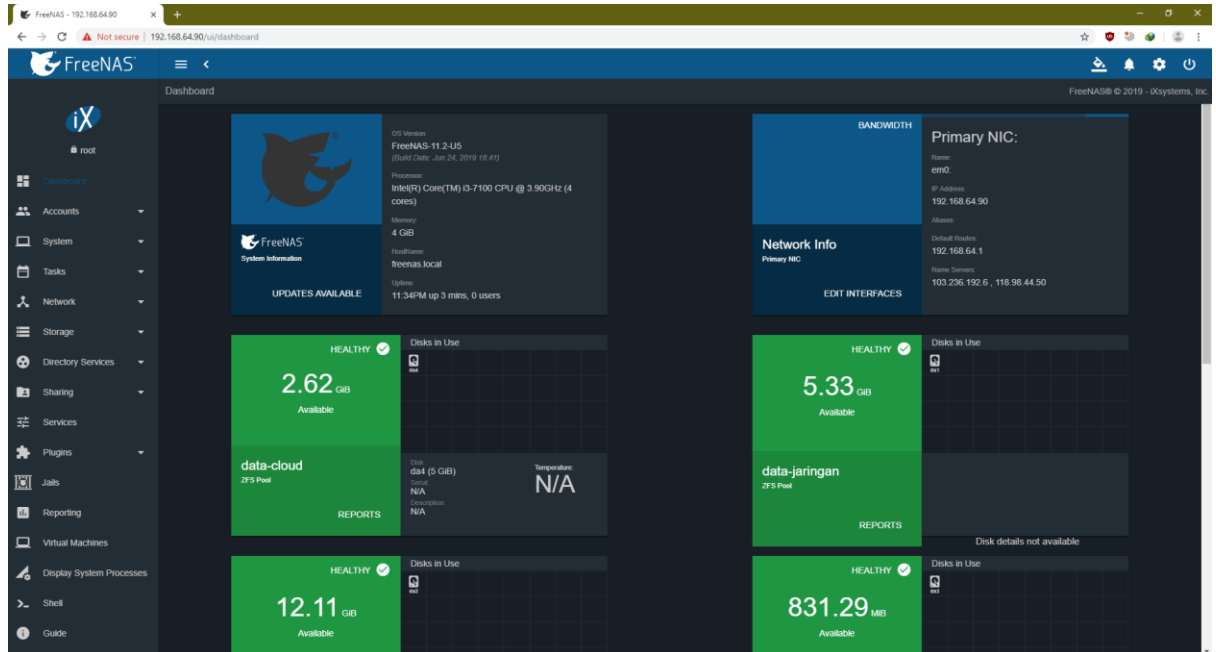 FreeNAS - 192.168.64.90
Not secure | 192.168.64.90/ui/dashboard
FreeNAS
Dashboard
FreeNAS® © 2019 - iXsystems, Inc.
iX
root
Dashboard
Accounts
System
Tasks
Network
Storage
Directory Services
Sharing
Services
Plugins
Jails
Reporting
Virtual Machines
Display System Processes
Shell
Guide
FreeNAS
System Information
UPDATES AVAILABLE
OS Version:
FreeNAS-11.2-U5
(Build Date: Jun 24, 2019 18:41)
Processor:
Intel(R) Core(TM) i3-7100 CPU @ 3.90GHz (4
cores)
Memory:
4 GiB
HostName:
freenas.local
Uptime:
11:34PM up 3 mins, 0 users
BANDWIDTH
Network Info
Primary NIC
EDIT INTERFACES
Primary NIC:
Name:
em0:
IP Address:
192.168.64.90
Aliases:
Default Routes:
192.168.64.1
Name Servers:
103.236.192.6 , 118.98.44.50
HEALTHY
2.62 GiB
Available
data-cloud
ZFS Pool
REPORTS
Disks in Use
da4
Disk:
da4 (5 GiB)
Serial:
N/A
Description:
N/A
Temperature:
N/A
HEALTHY
5.33 GiB
Available
data-jaringan
ZFS Pool
REPORTS
Disks in Use
da1
Disk details not available
HEALTHY
12.11 GiB
Available
Disks in Use
HEALTHY
831.29 MiB
Available
Disks in Use